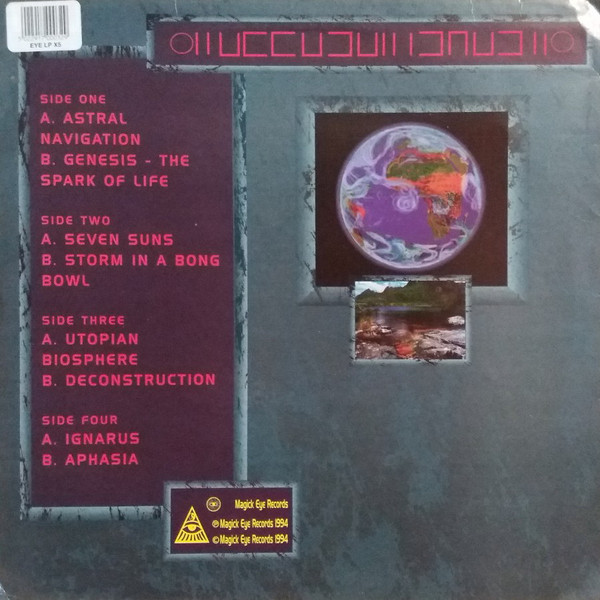 EYE LP X3
SIDE ONE
A. ASTRAL
NAVIGATION
B. GENESIS - THE
SPARK OF LIFE
SIDE TWO
A. SEVEN SUNS
B. STORM IN A BONG
BOWL
SIDE THREE
A. UTOPIAN
BIOSPHERE
B. DECONSTRUCTION
SIDE FOUR
A. IGNARUS
B. APHASIA
Magick Eye Records
℗ Magick Eye Records 1994
© Magick Eye Records 1994